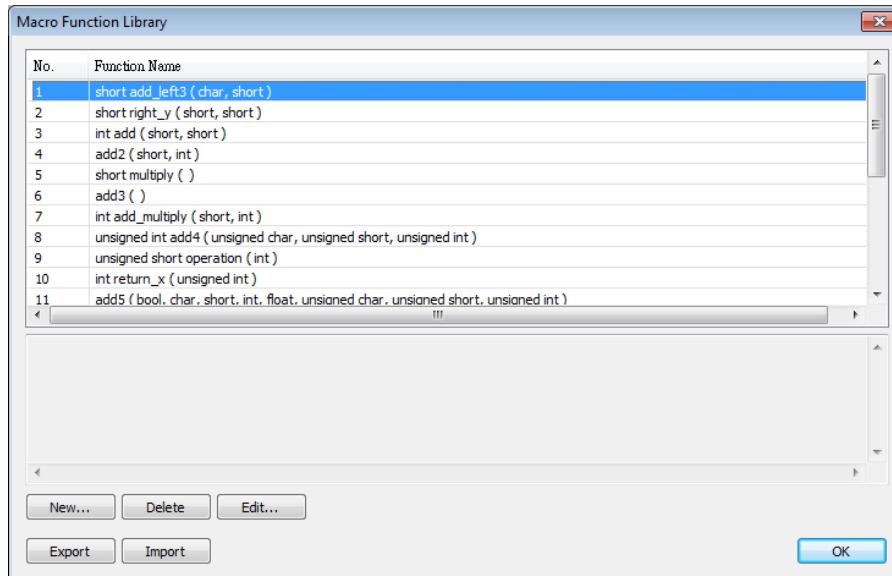 Macro Function Library
No. Function Name
1 short add_left3 ( char, short )
2 short right_y ( short, short )
3 int add ( short, short )
4 add2 ( short, int )
5 short multiply ( )
6 add3 ( )
7 int add_multiply ( short, int )
8 unsigned int add4 ( unsigned char, unsigned short, unsigned int )
9 unsigned short operation ( int )
10 int return_x ( unsigned int )
11 add5 ( bool, char, short, int, float, unsigned char, unsigned short, unsigned int )
New... Delete Edit...
Export Import OK